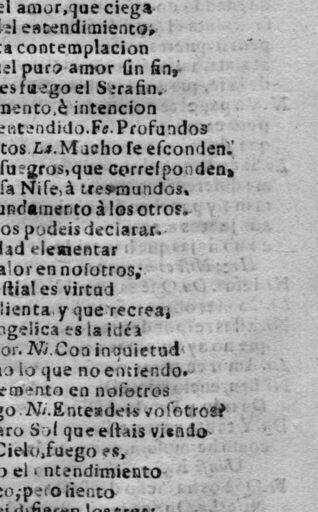 el amor, que ciega
del entendimiento,
ta contemplacion
uel puro amor sin fin,
es fuego el Serafin.
mento, è intencion
entendido. Fe. Profundos
tos. La. Mucho se esconden.
fuegros, que corresponden,
sa Nise, à tres mundos.
undamento à los otros.
os podeis declarar.
dad elementar
alor en nosotros,
stial es virtud
lienta y que recrea,
ngelica es la idéa
or. Ni. Con inquietud
no lo que no entiendo.
emento en nosotros
go. Ni. Entendeis vosotros?
aro Sol que estais viendo
Cielo, fuego es,
o el entendimiento
co, pero siento